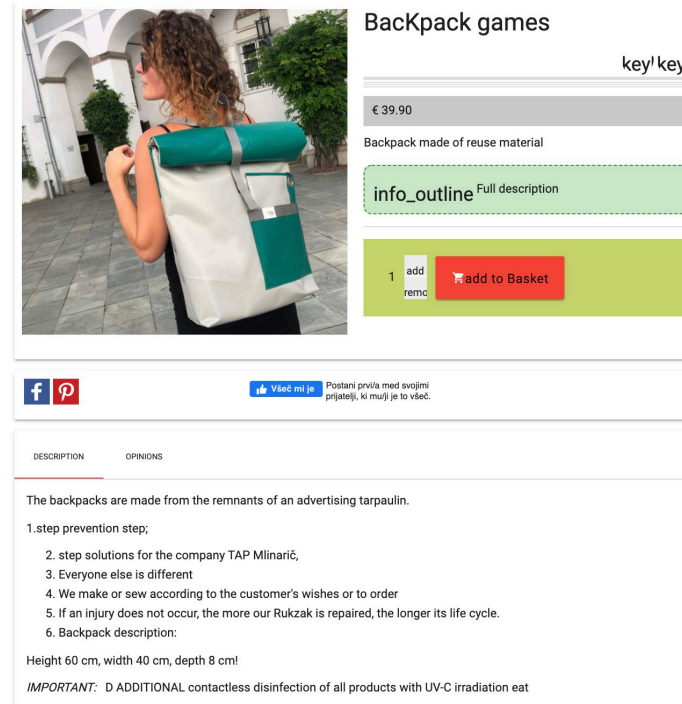 BacKpack games
key key
€ 39.90
Backpack made of reuse material
info_outline Full description
1 add
remo
add to Basket
Všeč mi je
Postani prvi/a med svojimi
prijatelji, ki mu/ji je to všeč.
DESCRIPTION OPINIONS
The backpacks are made from the remnants of an advertising tarpaulin.
1.step prevention step;
2. step solutions for the company TAP Mlinarič,
3. Everyone else is different
4. We make or sew according to the customer's wishes or to order
5. If an injury does not occur, the more our Rukzak is repaired, the longer its life cycle.
6. Backpack description:
Height 60 cm, width 40 cm, depth 8 cm!
IMPORTANT: D ADDITIONAL contactless disinfection of all products with UV-C irradiation eat